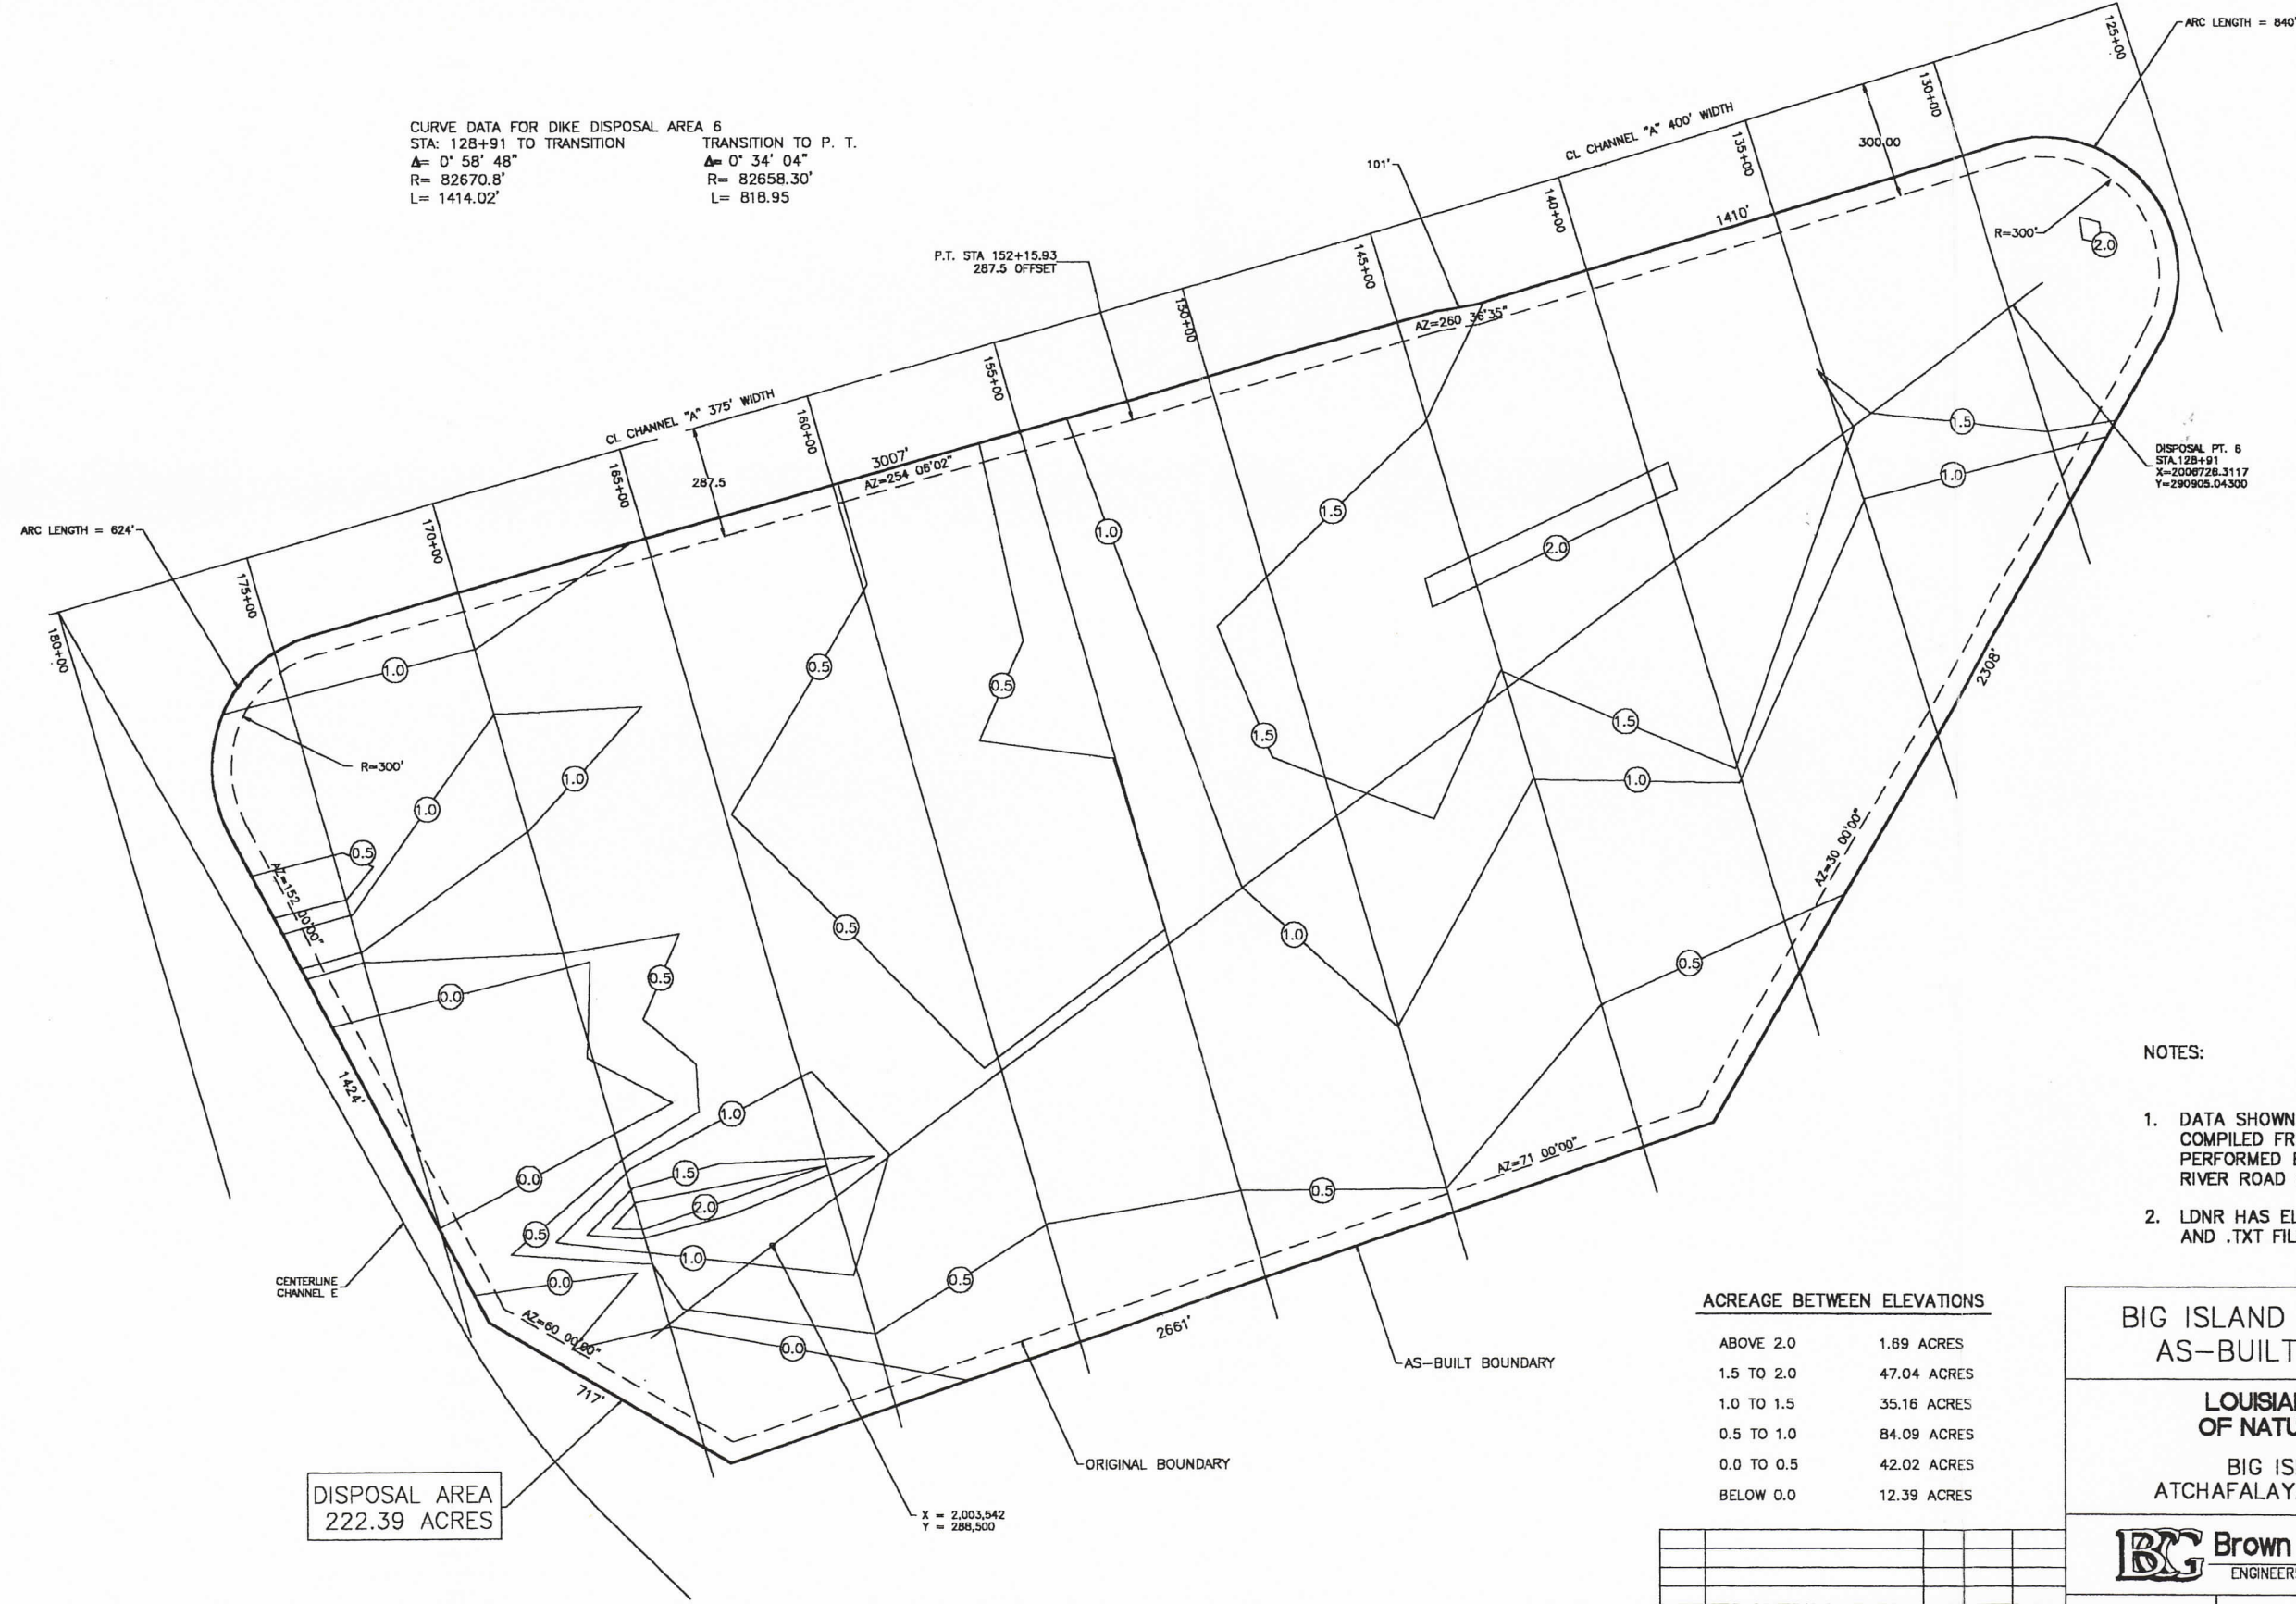 CURVE DATA FOR DIKE DISPOSAL AREA 6
STA: 128+91 TO TRANSITION TRANSITION TO P. T.
Δ= 0° 58' 48" Δ= 0° 34' 04"
R= 82670.8' R= 82658.30'
L= 1414.02' L= 818.95
ARC LENGTH = 840'
125+00
130+00
135+00
140+00
145+00
150+00
155+00
160+00
165+00
170+00
175+00
180+00
CL CHANNEL "A" 400' WIDTH
300.00
101'
1410'
R=300'
2.0
P.T. STA 152+15.93
287.5 OFFSET
AZ=260 36'35"
CL CHANNEL "A" 375' WIDTH
287.5
3007'
AZ=254 06'02"
ARC LENGTH = 624'
R=300'
1.5
1.0
DISPOSAL PT. 6
STA.128+91
X=2006726.3117
Y=290905.04300
1.0
1.5
2.0
0.5
0.5
1.0
1.5
1.5
1.0
1.0
1.0
0.5
0.5
1.0
0.5
0.5
0.0
1.0
0.0
1.5
2.0
0.5
1.0
0.0
0.5
0.5
0.0
2308'
AZ=30 00'00"
AZ=71 00'00"
AZ=152 00'00"
1424'
CENTERLINE
CHANNEL E
AZ=60 00'00"
717'
2661'
AS-BUILT BOUNDARY
ORIGINAL BOUNDARY
X = 2,003,542
Y = 288,500
DISPOSAL AREA
222.39 ACRES
NOTES:
1. DATA SHOWN
COMPILED FR
PERFORMED
RIVER ROAD
2. LDNR HAS EL
AND .TXT FIL
ACREAGE BETWEEN ELEVATIONS
ABOVE 2.0 1.69 ACRES
1.5 TO 2.0 47.04 ACRES
1.0 TO 1.5 35.16 ACRES
0.5 TO 1.0 84.09 ACRES
0.0 TO 0.5 42.02 ACRES
BELOW 0.0 12.39 ACRES
BIG ISLAND
AS-BUILT
LOUISIA
OF NATU
BIG IS
ATCHAFALAY
BCG Brown
ENGINEER